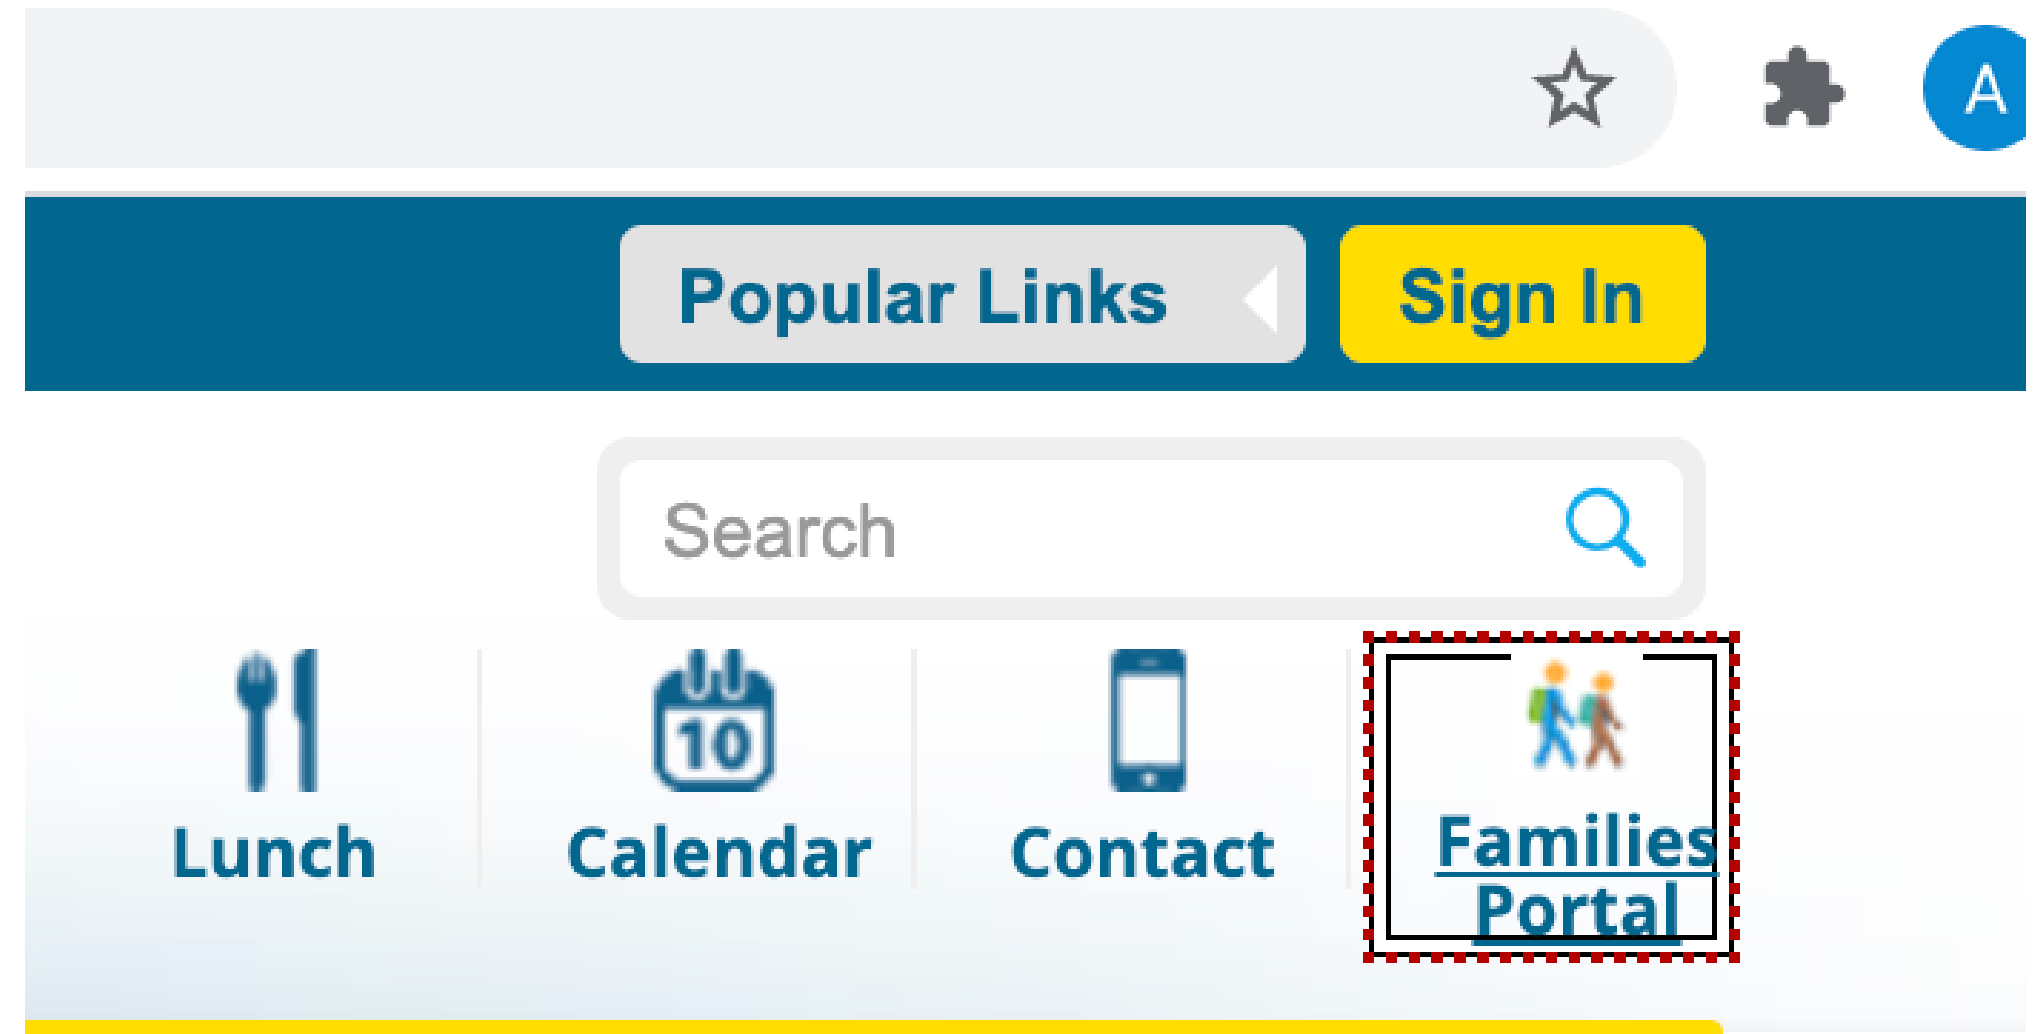 A
Popular Links
Sign In
Search
10
Lunch
Calendar
Contact
Families
Portal